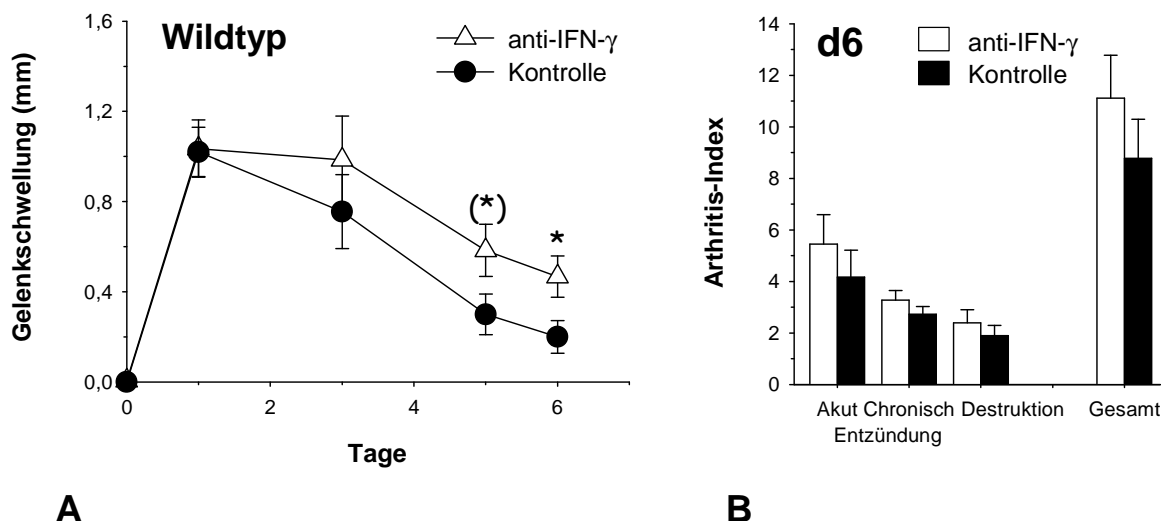 Wildtyp
anti-IFN-γ
Kontrolle
Gelenkschwellung (mm)
1,6
1,2
0,8
0,4
0,0
(*)
*
0
2
4
6
Tage
A
d6
anti-IFN-γ
Kontrolle
Arthritis-Index
14
12
10
8
6
4
2
0
Akut Chronisch Destruktion Gesamt
Entzündung
B